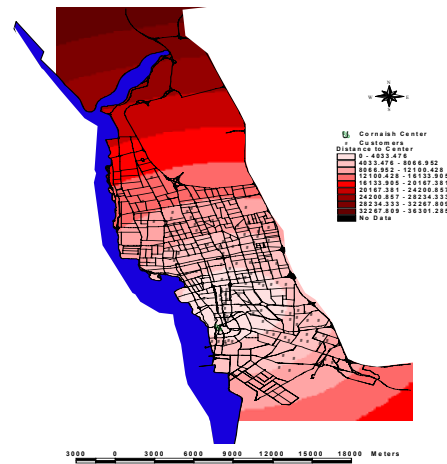 N
W E
S
Cornaish Center
Customers
Distance to Center
0 - 4033.476
4033.476 - 8066.952
8066.952 - 12100.428
12100.428 - 16133.905
16133.905 - 20167.381
20167.381 - 24200.857
24200.857 - 28234.333
28234.333 - 32267.809
32267.809 - 36301.285
No Data
3000 0 3000 6000 9000 12000 15000 18000 Meters